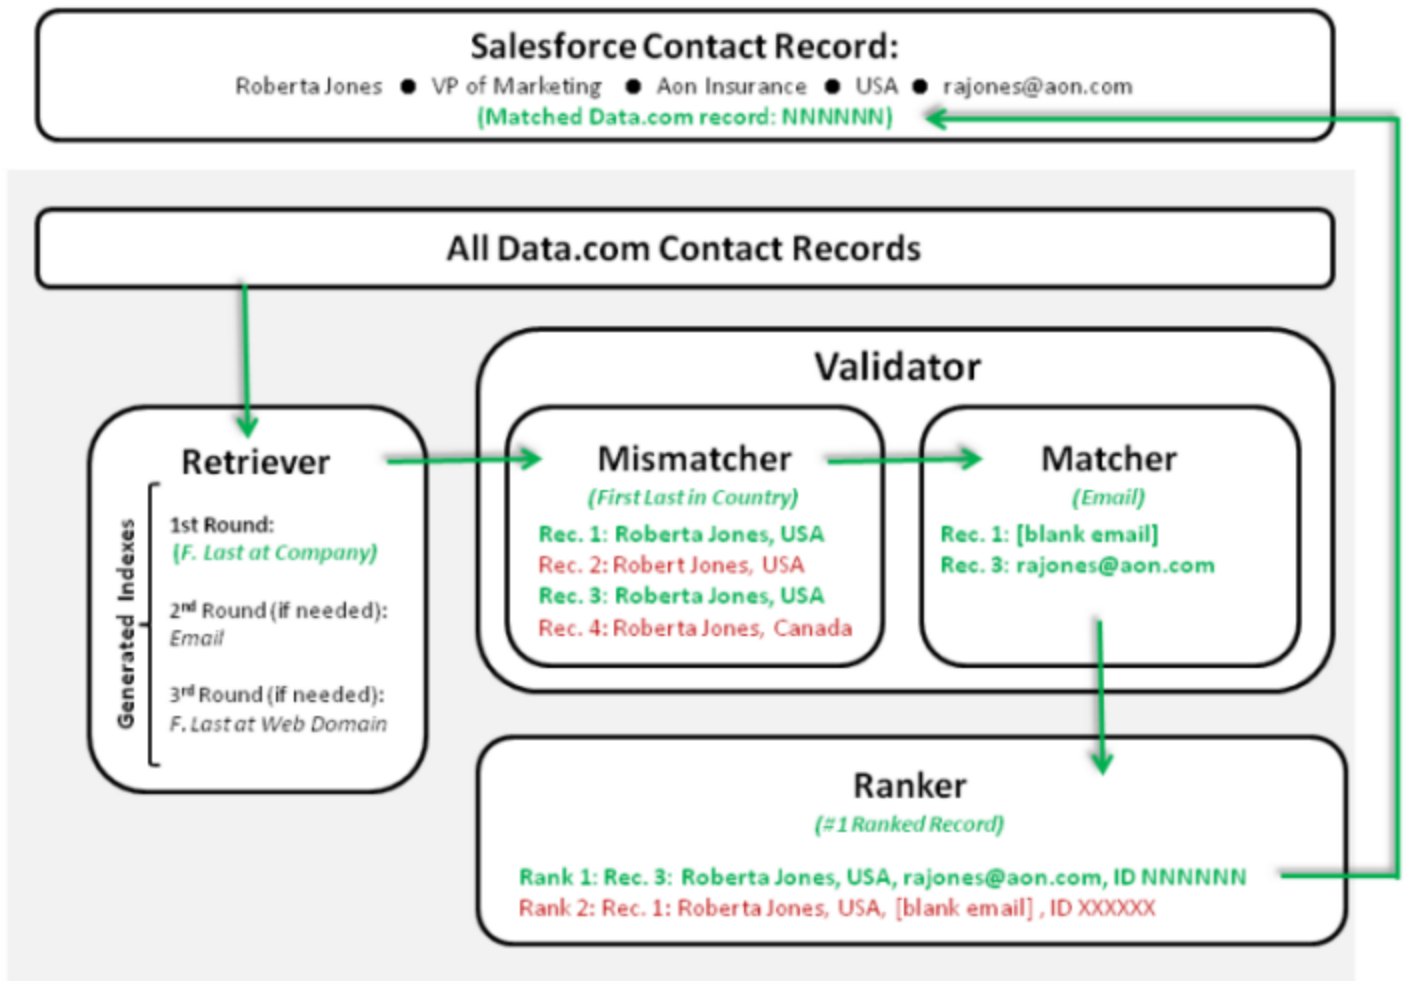 Salesforce Contact Record:
Roberta Jones ● VP of Marketing ● Aon Insurance ● USA ● rajones@aon.com
(Matched Data.com record: NNNNNN)
All Data.com Contact Records
Validator
Retriever
Generated Indexes
1st Round:
(F. Last at Company)
2nd Round (if needed):
Email
3rd Round (if needed):
F. Last at Web Domain
Mismatcher
(First Last in Country)
Rec. 1: Roberta Jones, USA
Rec. 2: Robert Jones, USA
Rec. 3: Roberta Jones, USA
Rec. 4: Roberta Jones, Canada
Matcher
(Email)
Rec. 1: [blank email]
Rec. 3: rajones@aon.com
Ranker
(#1 Ranked Record)
Rank 1: Rec. 3: Roberta Jones, USA, rajones@aon.com, ID NNNNNN
Rank 2: Rec. 1: Roberta Jones, USA, [blank email] , ID XXXXXX